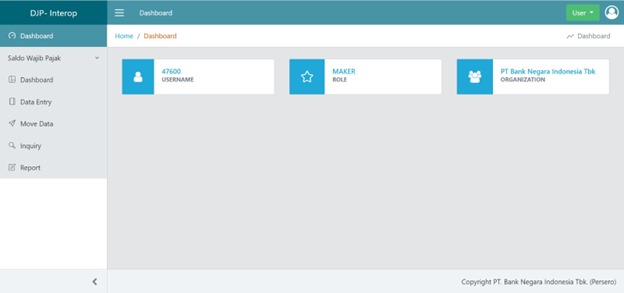 DJP- Interop
Dashboard
User
Dashboard
Home / Dashboard
Dashboard
Saldo Wajib Pajak
Dashboard
Data Entry
Move Data
Inquiry
Report
47600
USERNAME
MAKER
ROLE
PT Bank Negara Indonesia Tbk
ORGANIZATION
Copyright PT. Bank Negara Indonesia Tbk. (Persero)